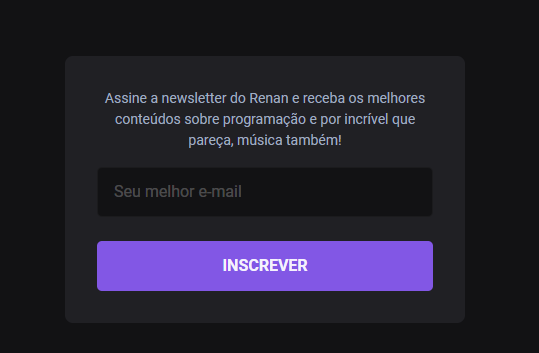 Assine a newsletter do Renan e receba os melhores
conteúdos sobre programação e por incrível que
pareça, música também!
Seu melhor e-mail
INSCREVER